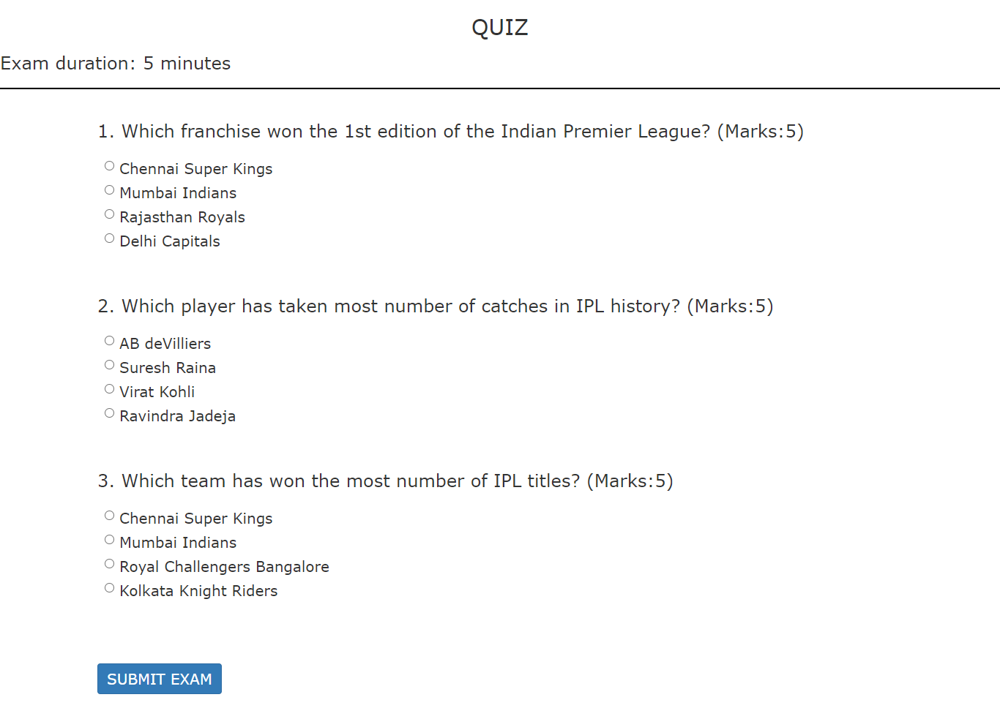 QUIZ
Exam duration: 5 minutes
1. Which franchise won the 1st edition of the Indian Premier League? (Marks:5)
Chennai Super Kings
Mumbai Indians
Rajasthan Royals
Delhi Capitals
2. Which player has taken most number of catches in IPL history? (Marks:5)
AB deVilliers
Suresh Raina
Virat Kohli
Ravindra Jadeja
3. Which team has won the most number of IPL titles? (Marks:5)
Chennai Super Kings
Mumbai Indians
Royal Challengers Bangalore
Kolkata Knight Riders
SUBMIT EXAM